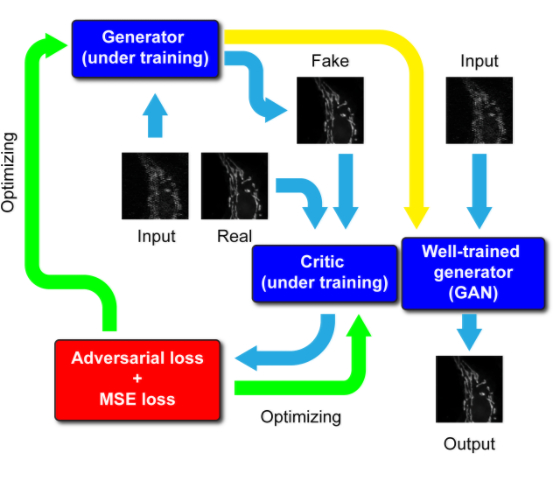 Generator
(under training)
Fake
Input
Optimizing
Input
Real
Critic
(under training)
Well-trained
generator
(GAN)
Adversarial loss
+
MSE loss
Optimizing
Output